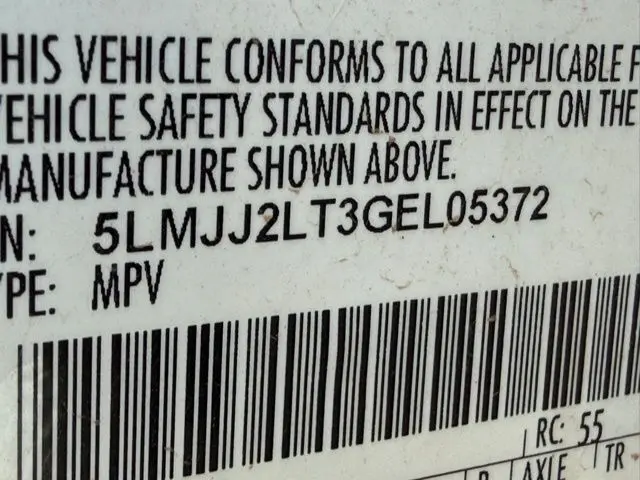 THIS VEHICLE CONFORMS TO ALL APPLICABLE F
VEHICLE SAFETY STANDARDS IN EFFECT ON THE
MANUFACTURE SHOWN ABOVE.
N: 5LMJJ2LT3GEL05372
YPE: MPV
RC: 55
AXLE TR